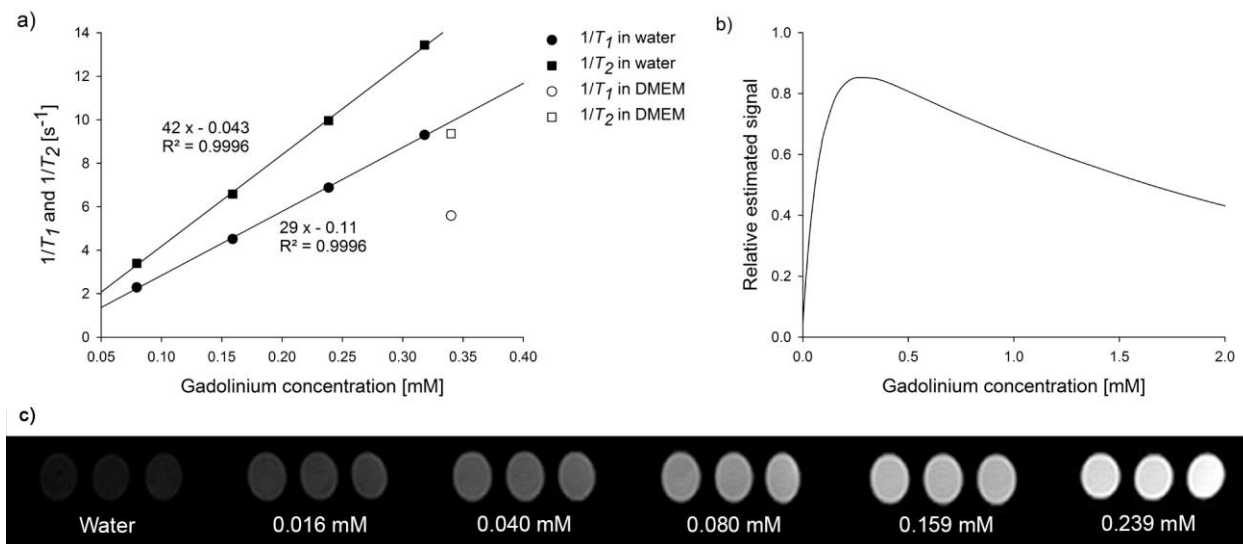 a)
14
12
10
8
6
4
2
0
1/T1 and 1/T2 [s-1]
42 x - 0.043
R² = 0.9996
29 x - 0.11
R² = 0.9996
0.05 0.10 0.15 0.20 0.25 0.30 0.35 0.40
Gadolinium concentration [mM]
1/T1 in water
1/T2 in water
1/T1 in DMEM
1/T2 in DMEM
b)
1.0
0.8
0.6
0.4
0.2
0.0
Relative estimated signal
0.0 0.5 1.0 1.5 2.0
Gadolinium concentration [mM]
c)
Water 0.016 mM 0.040 mM 0.080 mM 0.159 mM 0.239 mM